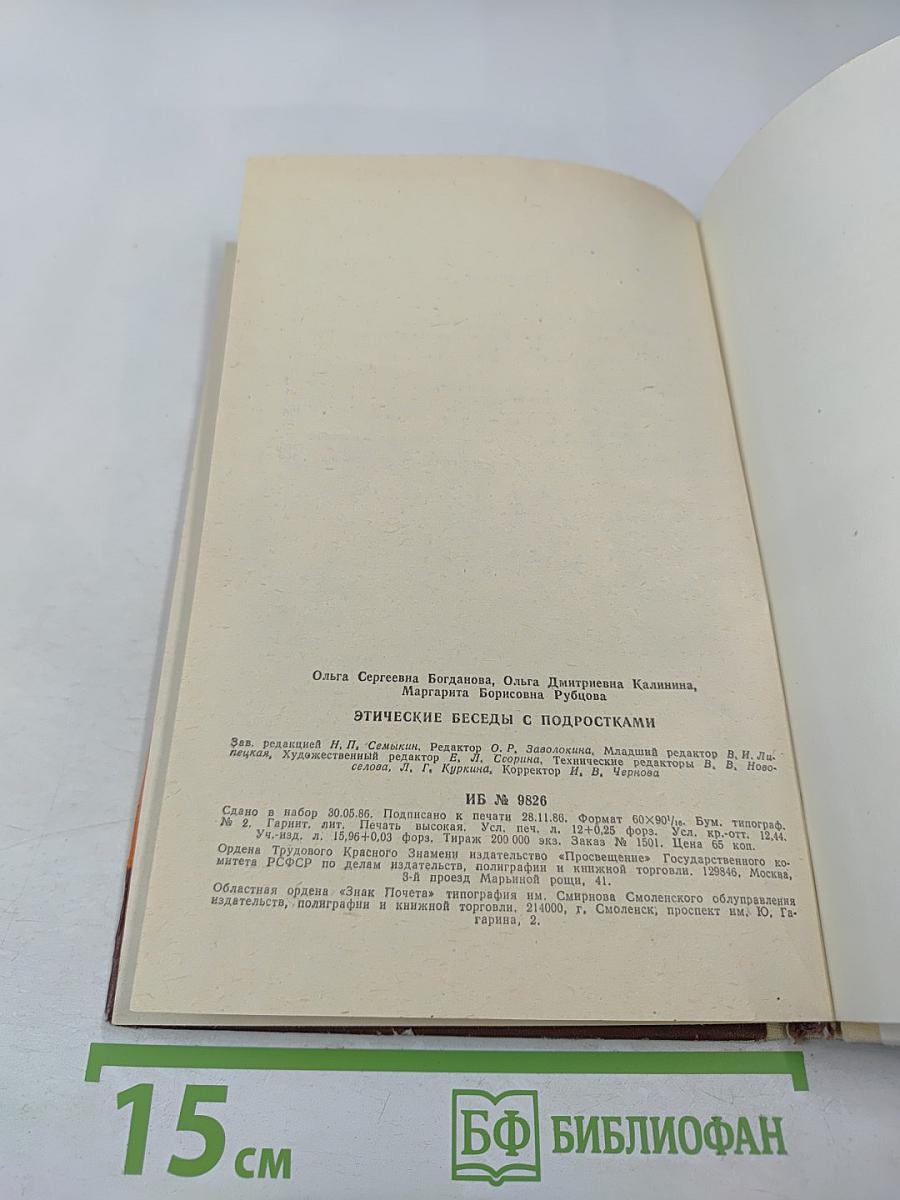 Ольга Сергеевна Богданова, Ольга Дмитриевна Калинина,
Маргарита Борисовна Рубцова
ЭТИЧЕСКИЕ БЕСЕДЫ С ПОДРОСТКАМИ
Зав. редакцией Н. П. Семыкин, Редактор О. Р. Заволокина, Младший редактор В. И. Ли-
пецкая, Художественный редактор Е. Л. Ссорина, Технические редакторы В. В. Ново-
селова, Л. Г. Куркина, Корректор И. В. Чернова
ИБ № 9826
Сдано в набор 30.05.86. Подписано к печати 28.11.86. Формат 60×90¹/₁₆. Бум. типограф.
№ 2. Гарнит. лит. Печать высокая. Усл. печ. л. 12+0,25 форз. Усл. кр.-отт. 12,44.
Уч.-изд. л. 15,96+0,03 форз. Тираж 200 000 экз. Заказ № 1501. Цена 65 коп.
Ордена Трудового Красного Знамени издательство «Просвещение» Государственного ко-
митета РСФСР по делам издательств, полиграфии и книжной торговли. 129846, Москва,
3-й проезд Марьиной рощи, 41.
Областная ордена «Знак Почета» типография им. Смирнова Смоленского облуправления
издательств, полиграфии и книжной торговли. 214000, г. Смоленск, проспект им. Ю. Га-
гарина, 2.
15 см
БФ БИБЛИОФАН